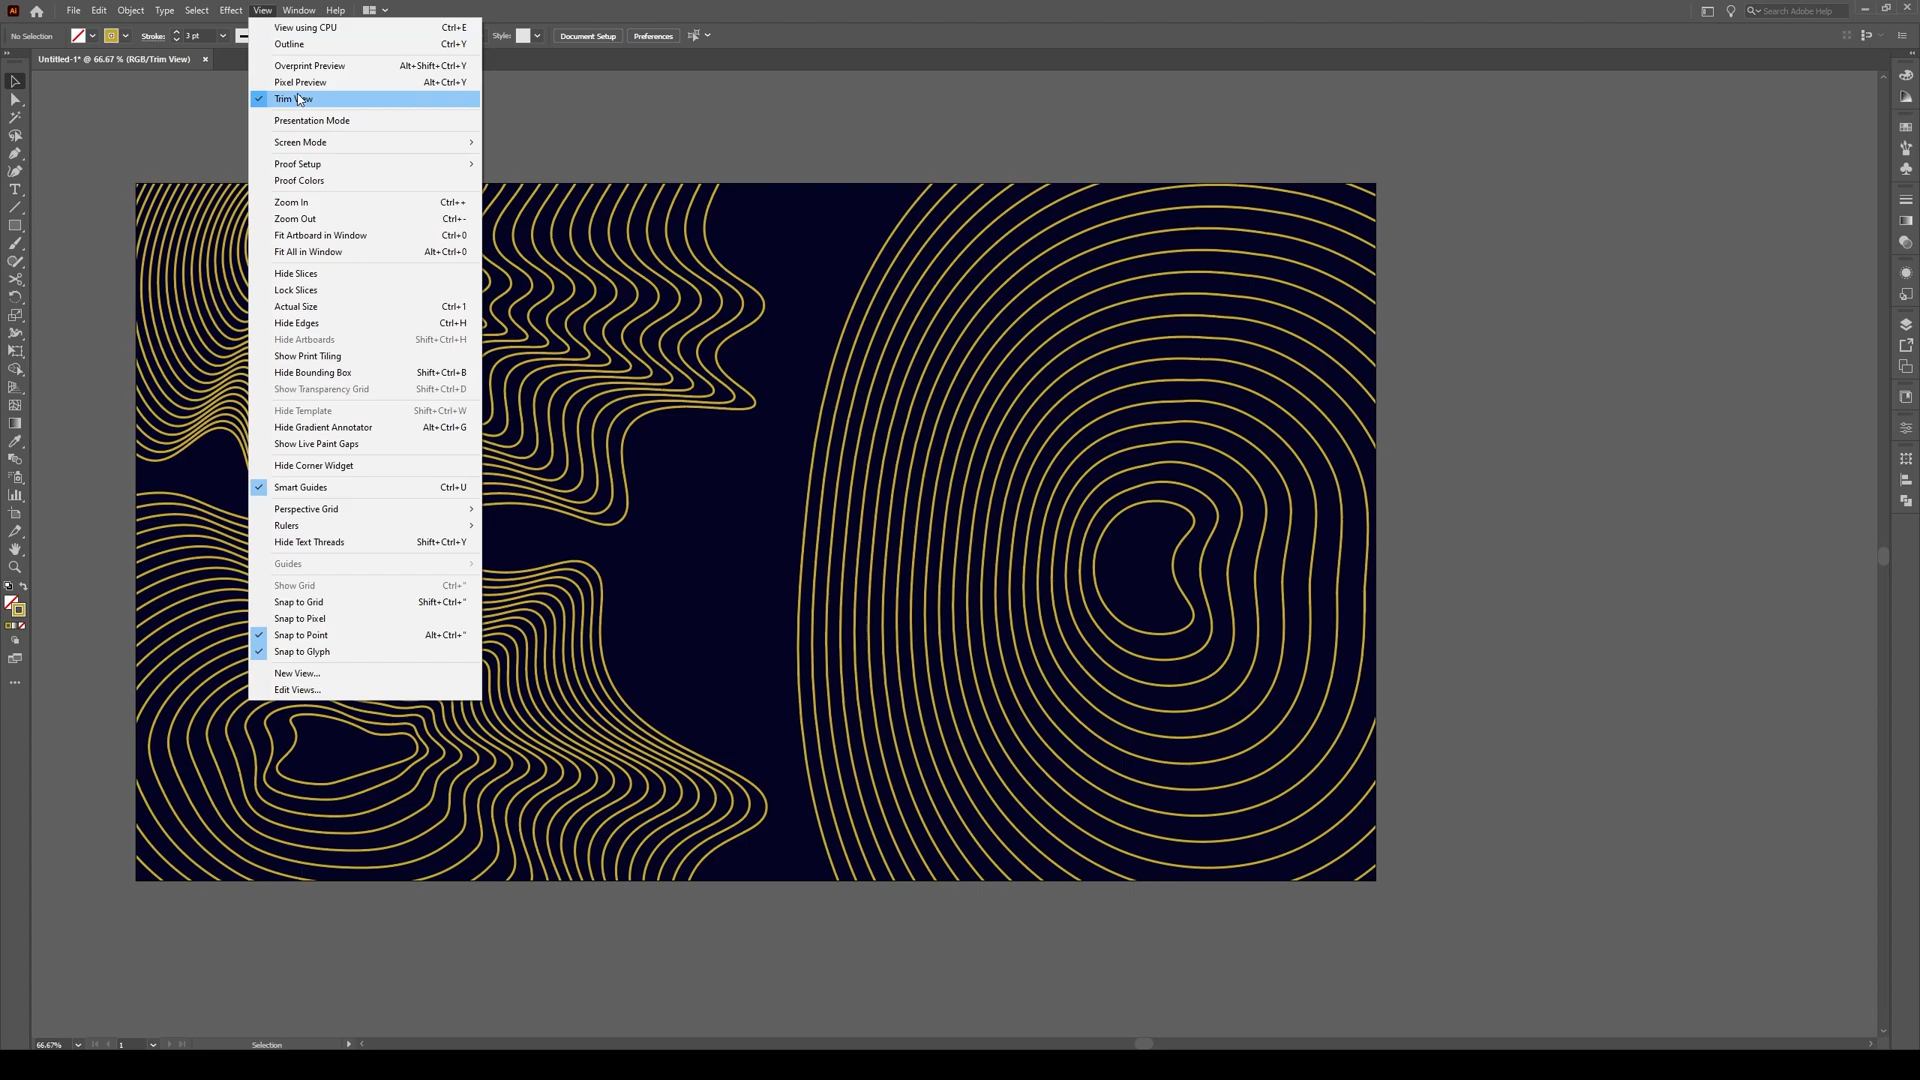 Ai File Edit Object Type Select Effect View Window Help Search Adobe Help
No Selection Stroke: 3 pt Style: Document Setup Preferences
Untitled-1* @ 66.67 % (RGB/Trim View) ×
View using CPU Ctrl+E
Outline Ctrl+Y
Overprint Preview Alt+Shift+Ctrl+Y
Pixel Preview Alt+Ctrl+Y
Trim View
Presentation Mode
Screen Mode
Proof Setup
Proof Colors
Zoom In Ctrl++
Zoom Out Ctrl+-
Fit Artboard in Window Ctrl+0
Fit All in Window Alt+Ctrl+0
Hide Slices
Lock Slices
Actual Size Ctrl+1
Hide Edges Ctrl+H
Hide Artboards Shift+Ctrl+H
Show Print Tiling
Hide Bounding Box Shift+Ctrl+B
Show Transparency Grid Shift+Ctrl+D
Hide Template Shift+Ctrl+W
Hide Gradient Annotator Alt+Ctrl+G
Show Live Paint Gaps
Hide Corner Widget
Smart Guides Ctrl+U
Perspective Grid
Rulers
Hide Text Threads Shift+Ctrl+Y
Guides
Show Grid Ctrl+"
Snap to Grid Shift+Ctrl+"
Snap to Pixel
Snap to Point Alt+Ctrl+"
Snap to Glyph
New View...
Edit Views...
66.67% 1 Selection